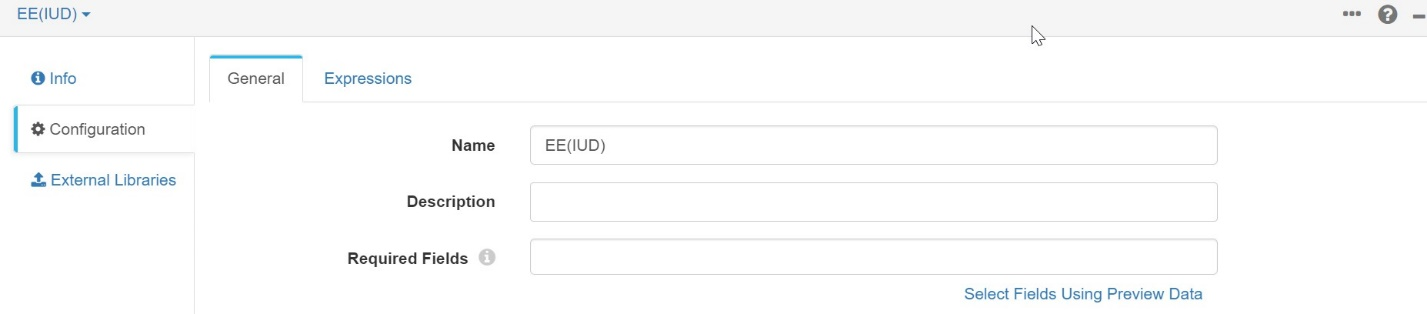 EE(IUD)
Info
Configuration
External Libraries
General Expressions
Name EE(IUD)
Description
Required Fields
Select Fields Using Preview Data